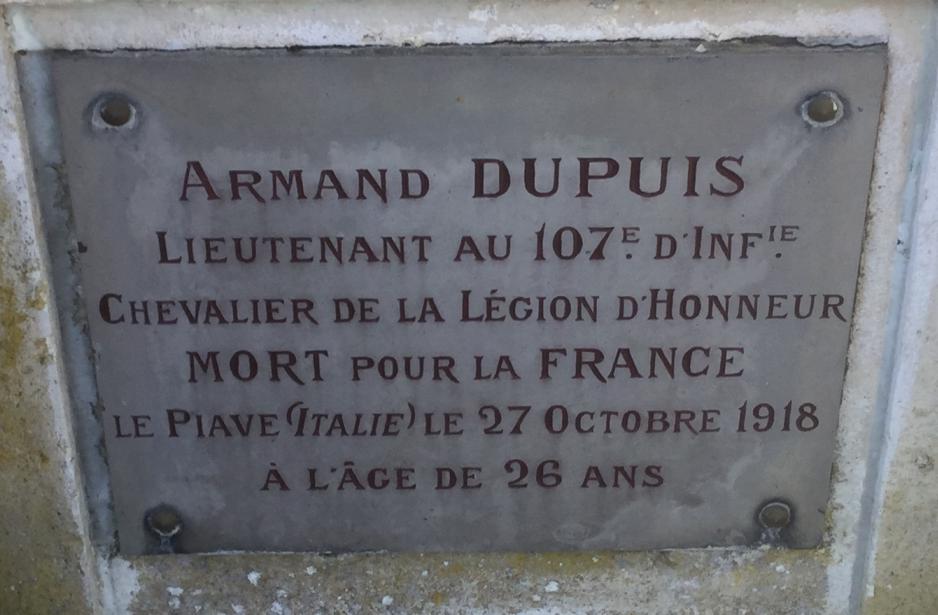 ARMAND DUPUIS
LIEUTENANT AU 107E. D'INFIE.
CHEVALIER DE LA LÉGION D'HONNEUR
MORT POUR LA FRANCE
LE PIAVE (ITALIE) LE 27 OCTOBRE 1918
À L'ÂGE DE 26 ANS